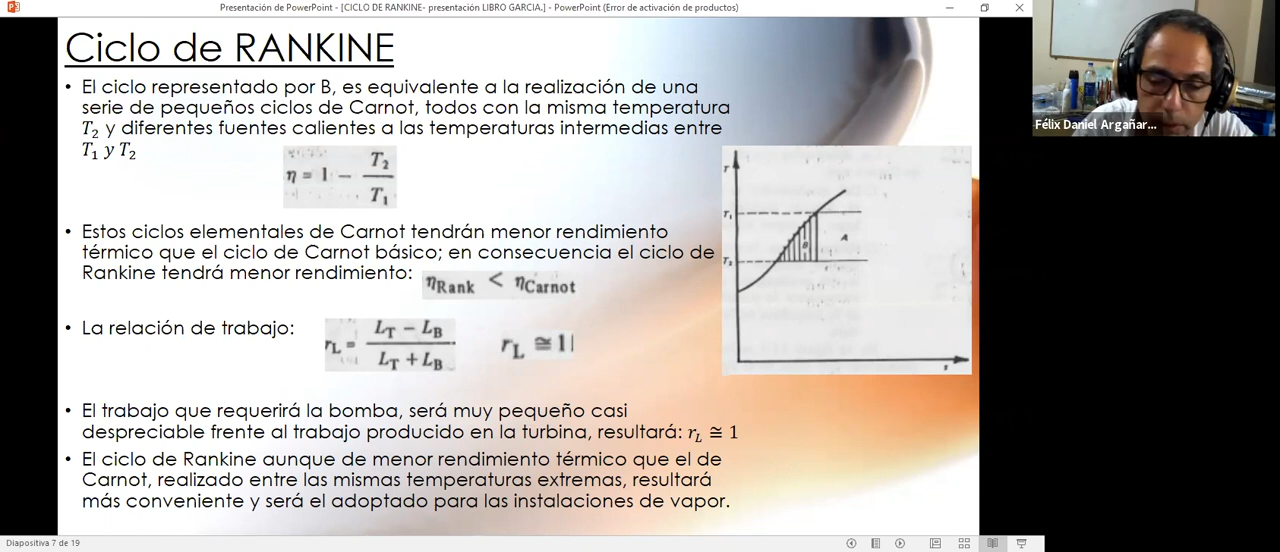 Presentación de PowerPoint - [CICLO DE RANKINE- presentación LIBRO GARCIA.] - PowerPoint (Error de activación de productos)
Ciclo de RANKINE
• El ciclo representado por B, es equivalente a la realización de una
serie de pequeños ciclos de Carnot, todos con la misma temperatura
T₂ y diferentes fuentes calientes a las temperaturas intermedias entre
T₁ y T₂
η = 1 - T₂ / T₁
• Estos ciclos elementales de Carnot tendrán menor rendimiento
térmico que el ciclo de Carnot básico; en consecuencia el ciclo de
Rankine tendrá menor rendimiento: ηRank < ηCarnot
• La relación de trabajo: rL = (LT - LB) / (LT + LB) rL ≅ 1
• El trabajo que requerirá la bomba, será muy pequeño casi
despreciable frente al trabajo producido en la turbina, resultará: rL ≅ 1
• El ciclo de Rankine aunque de menor rendimiento térmico que el de
Carnot, realizado entre las mismas temperaturas extremas, resultará
más conveniente y será el adoptado para las instalaciones de vapor.
T
T₁
T₂
B
A
s
Félix Daniel Argañar...
Diapositiva 7 de 19